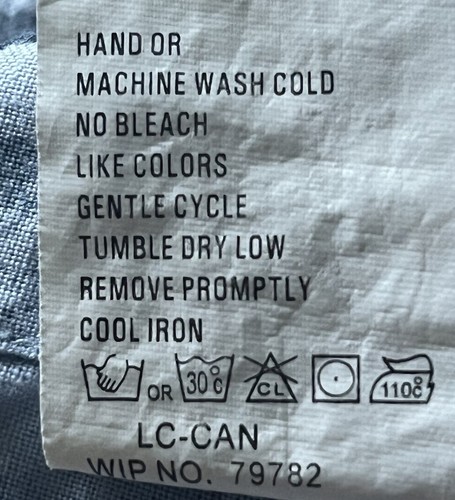 HAND OR
MACHINE WASH COLD
NO BLEACH
LIKE COLORS
GENTLE CYCLE
TUMBLE DRY LOW
REMOVE PROMPTLY
COOL IRON
OR 30°C CL 110°C
LC-CAN
WIP NO. 79782